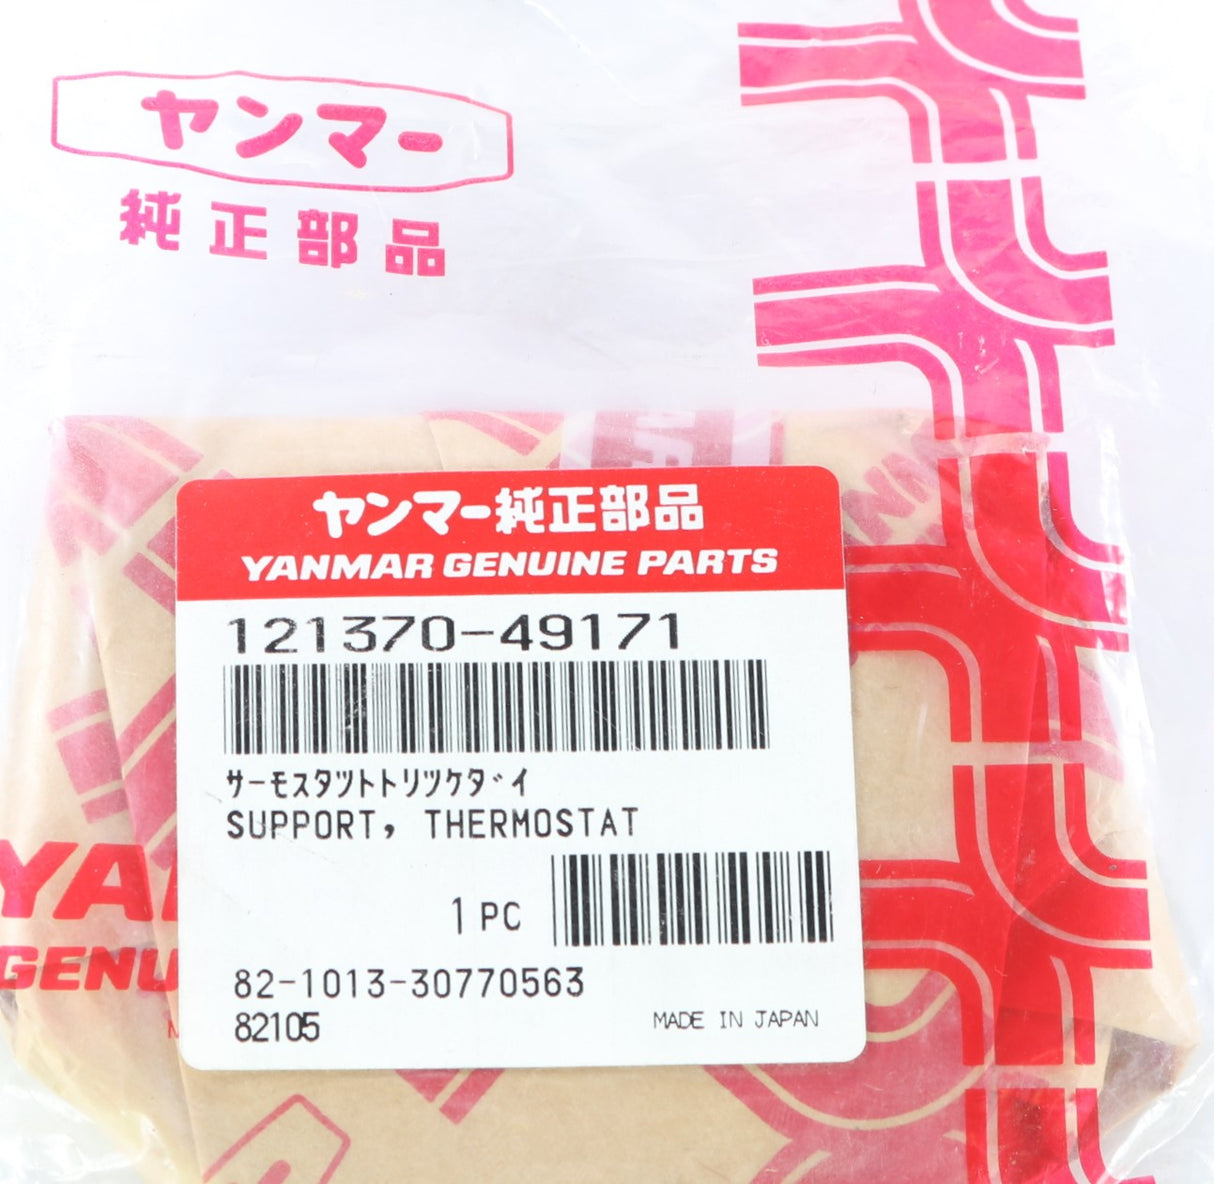 ヤンマー
純正部品
ヤンマー純正部品
YANMAR GENUINE PARTS
121370-49171
ｻｰﾓｽﾀﾂﾄﾄﾘﾂｹﾀﾞｲ
SUPPORT, THERMOSTAT
1 PC
82-1013-30770563
82105
MADE IN JAPAN
YA
GENU